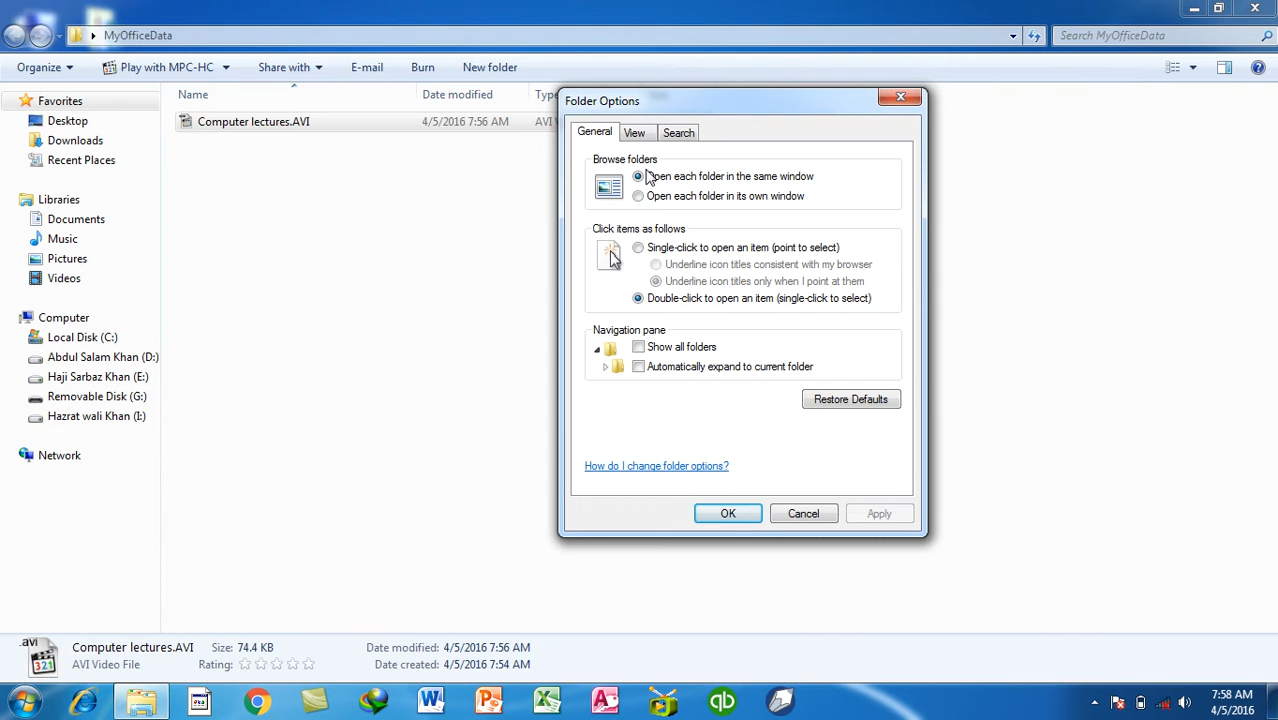 MyOfficeData
Search MyOfficeData
Organize Play with MPC-HC Share with E-mail Burn New folder
Name Date modified
Computer lectures.AVI 4/5/2016 7:56 AM
Favorites
Desktop
Downloads
Recent Places
Libraries
Documents
Music
Pictures
Videos
Computer
Local Disk (C:)
Abdul Salam Khan (D:)
Haji Sarbaz Khan (E:)
Removable Disk (G:)
Hazrat wali Khan (I:)
Network
Folder Options
General View Search
Browse folders
Open each folder in the same window
Open each folder in its own window
Click items as follows
Single-click to open an item (point to select)
Underline icon titles consistent with my browser
Underline icon titles only when I point at them
Double-click to open an item (single-click to select)
Navigation pane
Show all folders
Automatically expand to current folder
Restore Defaults
How do I change folder options?
OK Cancel Apply
.avi
321
Computer lectures.AVI Size: 74.4 KB Date modified: 4/5/2016 7:56 AM
AVI Video File Rating: Date created: 4/5/2016 7:54 AM
7:58 AM
4/5/2016